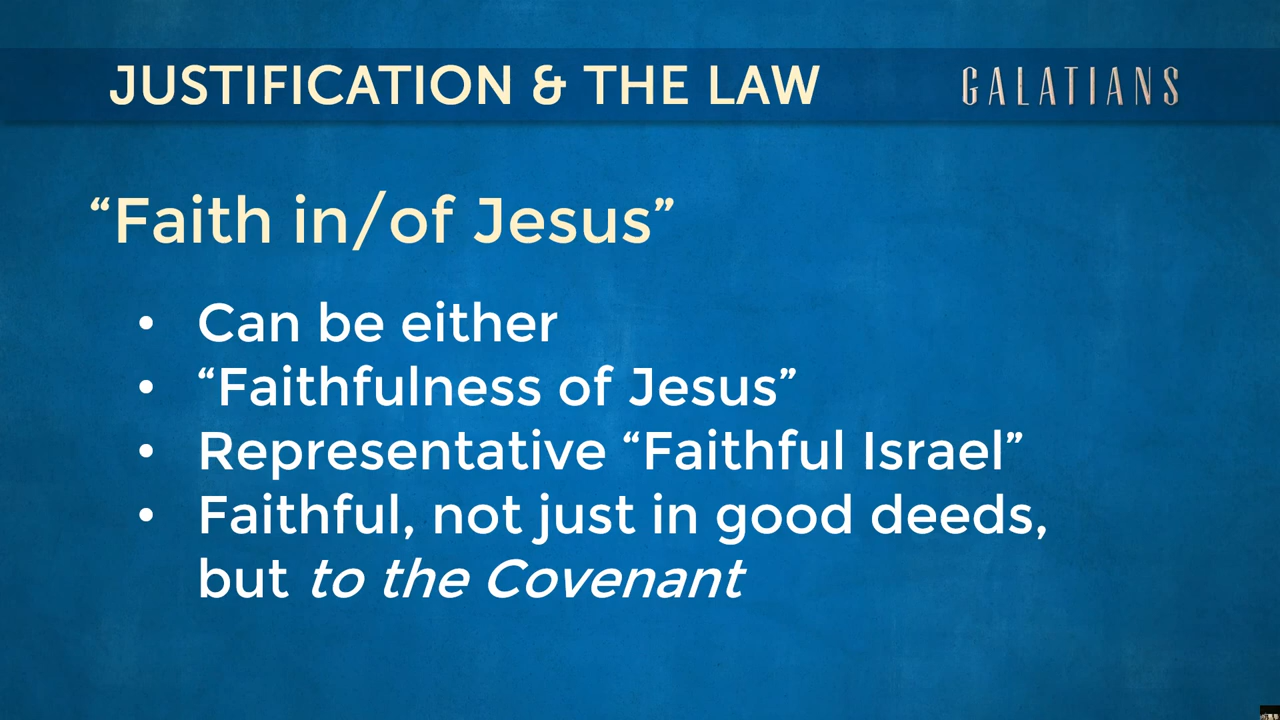 JUSTIFICATION & THE LAW
GALATIANS
“Faith in/of Jesus”
• Can be either
• “Faithfulness of Jesus”
• Representative “Faithful Israel”
• Faithful, not just in good deeds,
but to the Covenant